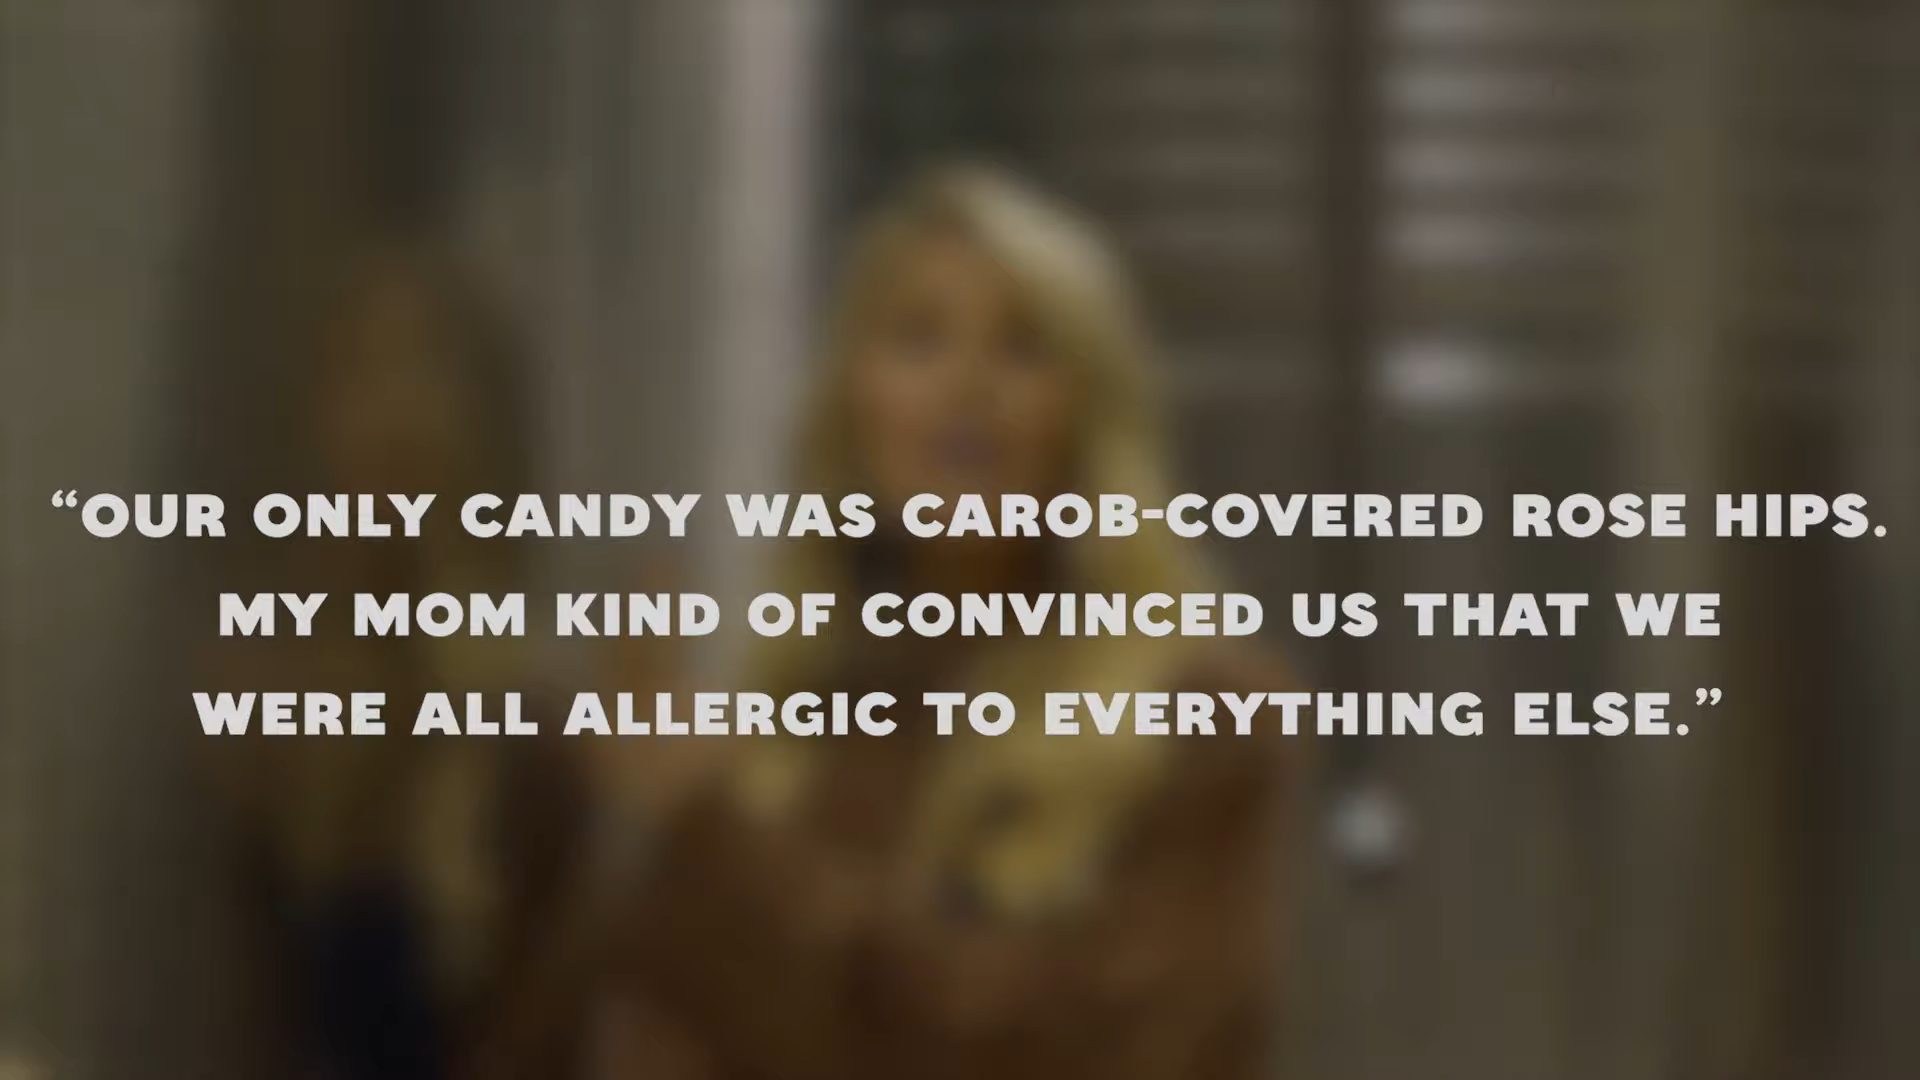 “OUR ONLY CANDY WAS CAROB-COVERED ROSE HIPS.
MY MOM KIND OF CONVINCED US THAT WE
WERE ALL ALLERGIC TO EVERYTHING ELSE.”